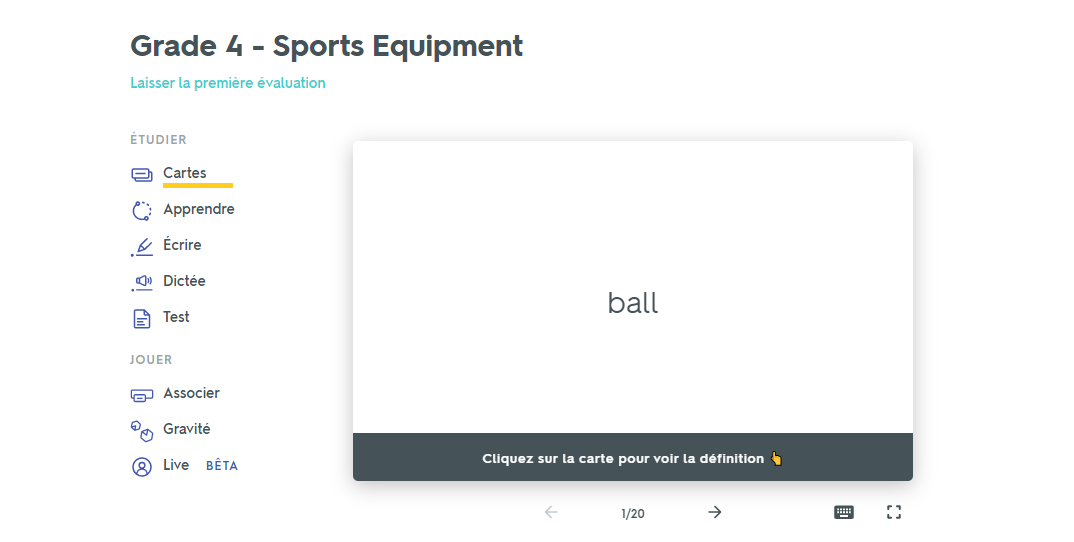 Grade 4 - Sports Equipment
Laisser la première évaluation
ÉTUDIER
Cartes
Apprendre
Écrire
Dictée
Test
JOUER
Associer
Gravité
Live BÊTA
ball
Cliquez sur la carte pour voir la définition 👆
1/20